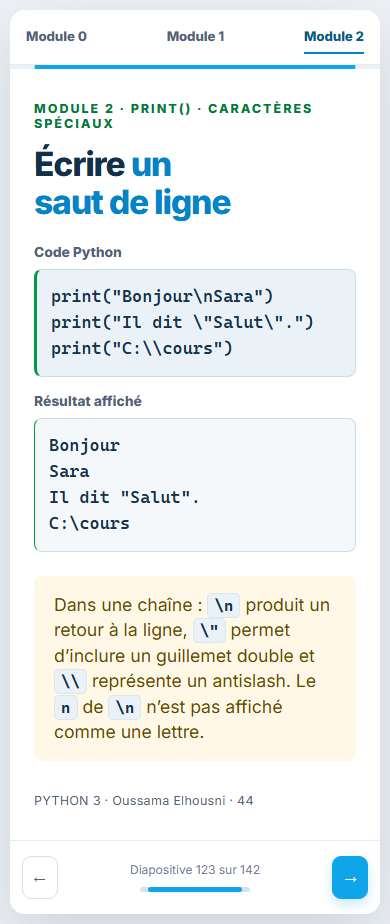 Module 0 Module 1 Module 2
MODULE 2 · PRINT() · CARACTÈRES
SPÉCIAUX
Écrire un
saut de ligne
Code Python
print("Bonjour\nSara")
print("Il dit \"Salut\".")
print("C:\\cours")
Résultat affiché
Bonjour
Sara
Il dit "Salut".
C:\cours
Dans une chaîne : \n produit un
retour à la ligne, \" permet
d’inclure un guillemet double et
\\ représente un antislash. Le
n de \n n’est pas affiché
comme une lettre.
PYTHON 3 · Oussama Elhousni · 44
← Diapositive 123 sur 142 →